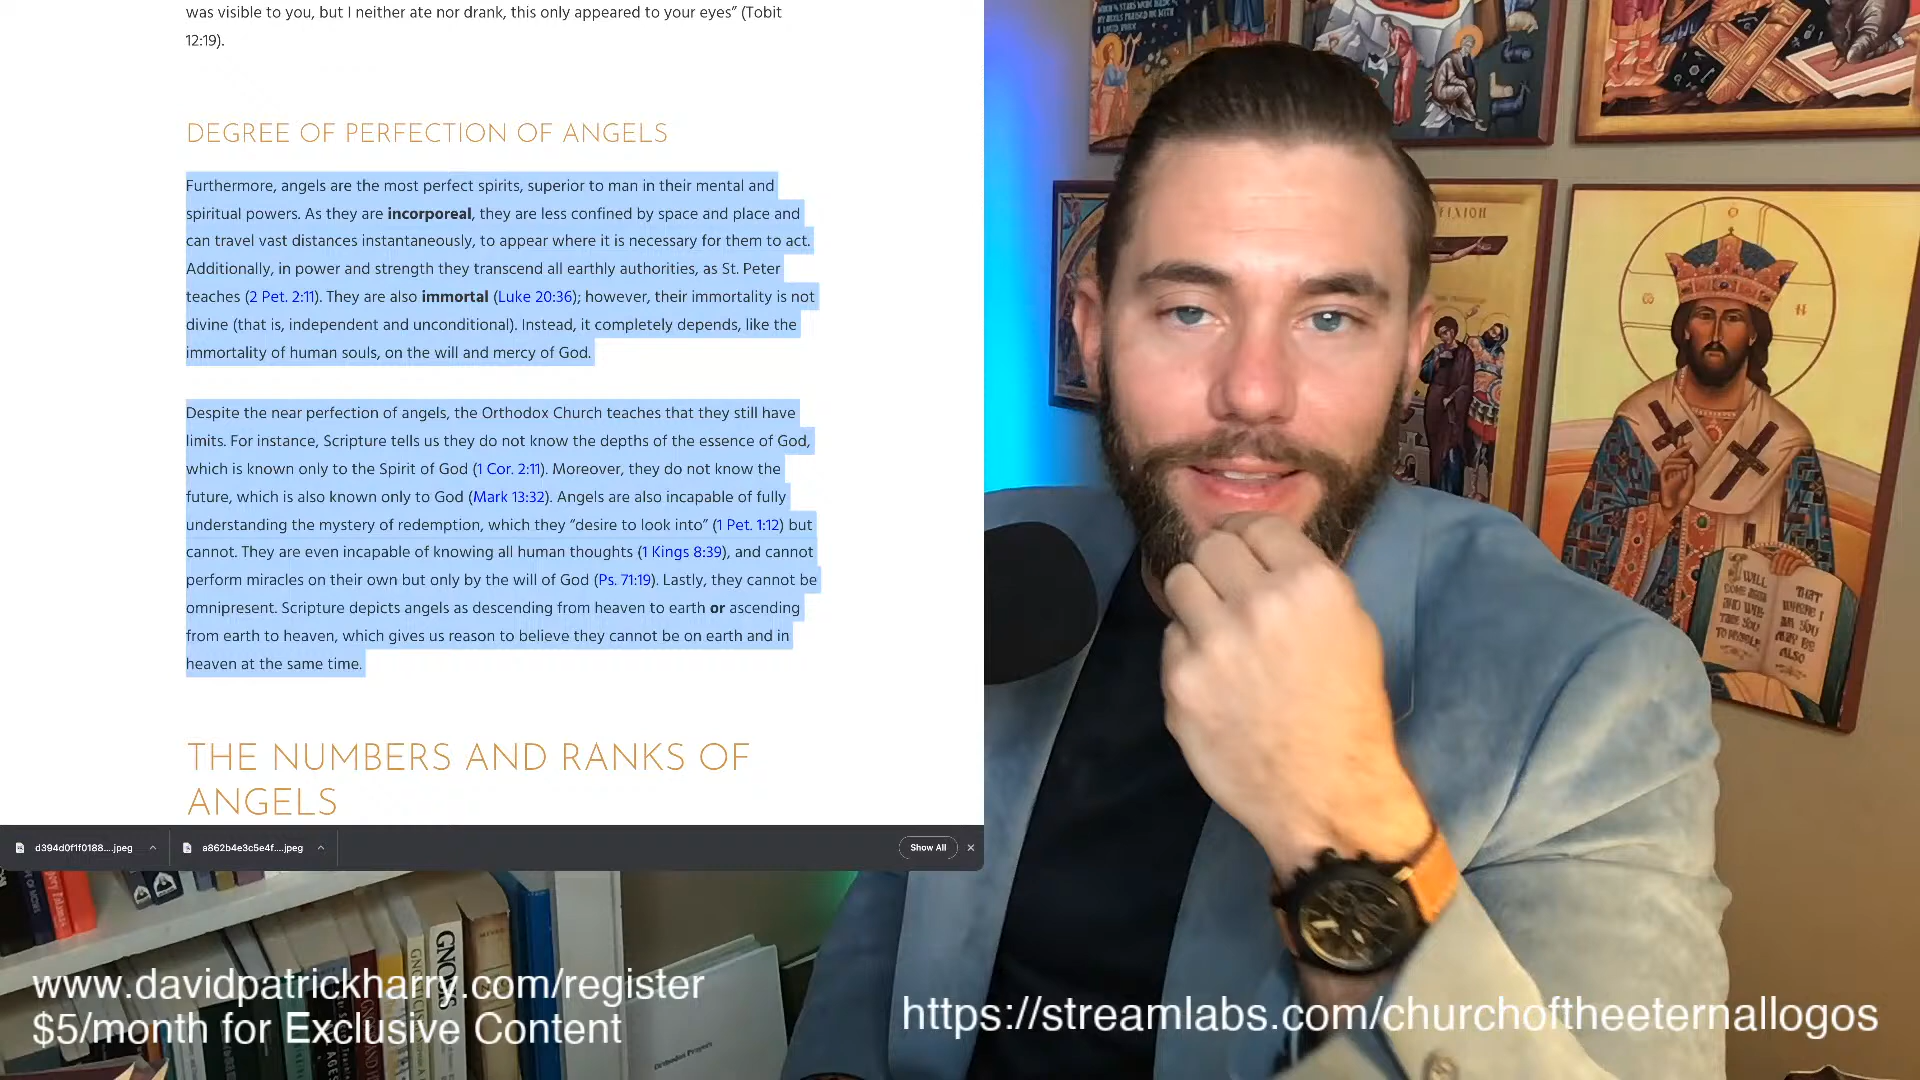 was visible to you, but I neither ate nor drank, this only appeared to your eyes” (Tobit
12:19).
DEGREE OF PERFECTION OF ANGELS
Furthermore, angels are the most perfect spirits, superior to man in their mental and
spiritual powers. As they are incorporeal, they are less confined by space and place and
can travel vast distances instantaneously, to appear where it is necessary for them to act.
Additionally, in power and strength they transcend all earthly authorities, as St. Peter
teaches (2 Pet. 2:11). They are also immortal (Luke 20:36); however, their immortality is not
divine (that is, independent and unconditional). Instead, it completely depends, like the
immortality of human souls, on the will and mercy of God.
Despite the near perfection of angels, the Orthodox Church teaches that they still have
limits. For instance, Scripture tells us they do not know the depths of the essence of God,
which is known only to the Spirit of God (1 Cor. 2:11). Moreover, they do not know the
future, which is also known only to God (Mark 13:32). Angels are also incapable of fully
understanding the mystery of redemption, which they “desire to look into” (1 Pet. 1:12) but
cannot. They are even incapable of knowing all human thoughts (1 Kings 8:39), and cannot
perform miracles on their own but only by the will of God (Ps. 71:19). Lastly, they cannot be
omnipresent. Scripture depicts angels as descending from heaven to earth or ascending
from earth to heaven, which gives us reason to believe they cannot be on earth and in
heaven at the same time.
THE NUMBERS AND RANKS OF
ANGELS
d394d0f1f0188....jpeg
a862b4e3c5e4f....jpeg
Show All
I WILL
COME
AND
YOU
TO MYSELF
THAT
WHERE I
AM YOU
MAY BE
ALSO
GNOSIS
Orthodox Prayers
www.davidpatrickharry.com/register
$5/month for Exclusive Content
https://streamlabs.com/churchoftheeternallogos